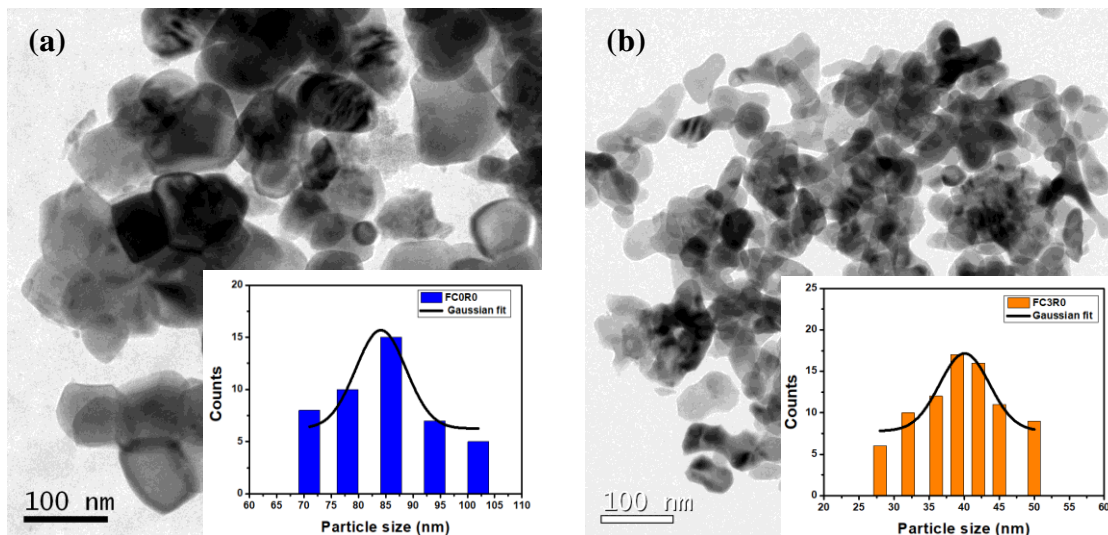 (a)
100 nm
FC0R0
Gaussian fit
Counts
20
15
10
5
0
60 65 70 75 80 85 90 95 100 105 110
Particle size (nm)
(b)
100 nm
FC3R0
Gaussian fit
Counts
25
20
15
10
5
0
20 25 30 35 40 45 50 55 60
Particle size (nm)